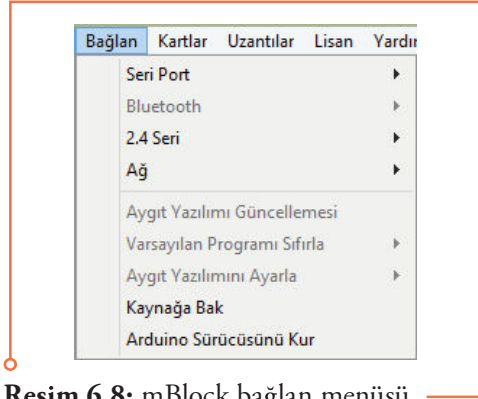 Bağlan Kartlar Uzantılar Lisan
Seri Port
Bluetooth
2.4 Seri
Ağ
Aygıt Yazılımı Güncellemesi
Varsayılan Programı Sıfırla
Aygıt Yazılımını Ayarla
Kaynağa Bak
Arduino Sürücüsünü Kur
Resim 6.8: mBlock bağlan menüsü